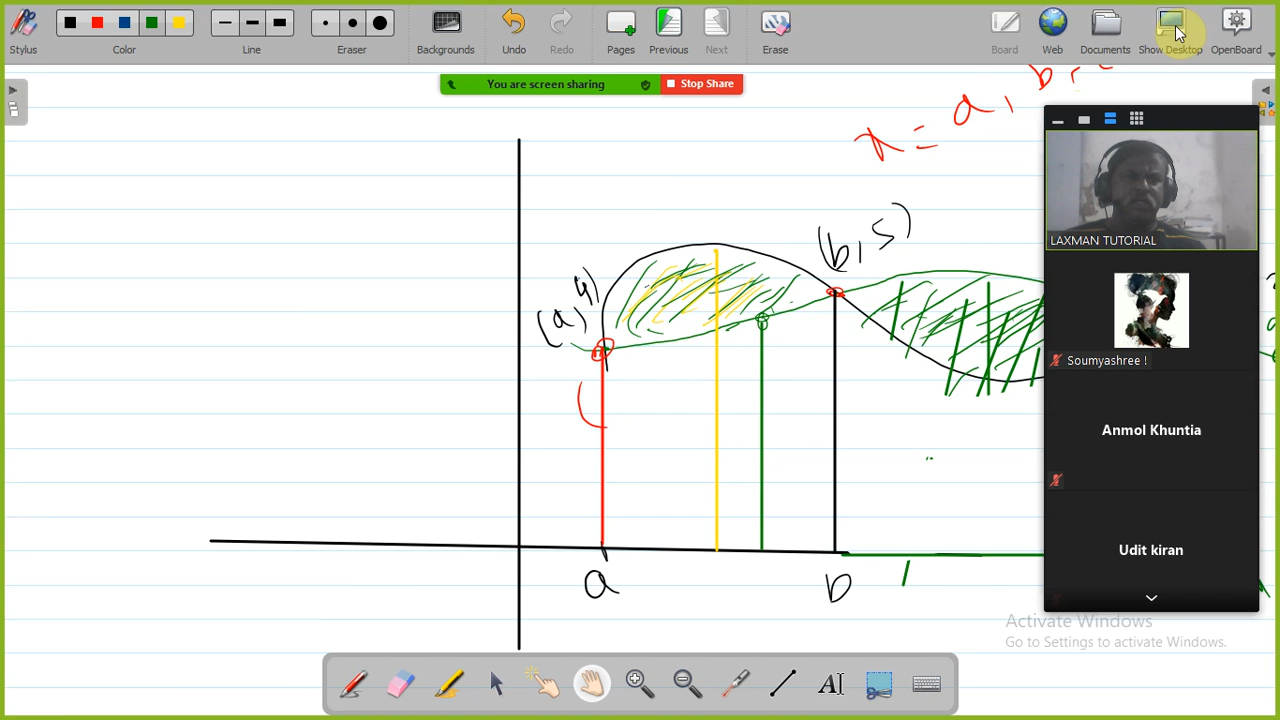 Stylus Color Line Eraser Backgrounds Undo Redo Pages Previous Next Erase Board Web Documents Show Desktop OpenBoard
You are screen sharing Stop Share
x = a, b,
LAXMAN TUTORIAL
(b, 5)
(a, 4)
Soumyashree !
Anmol Khuntia
Udit kiran
a b
Activate Windows
Go to Settings to activate Windows.